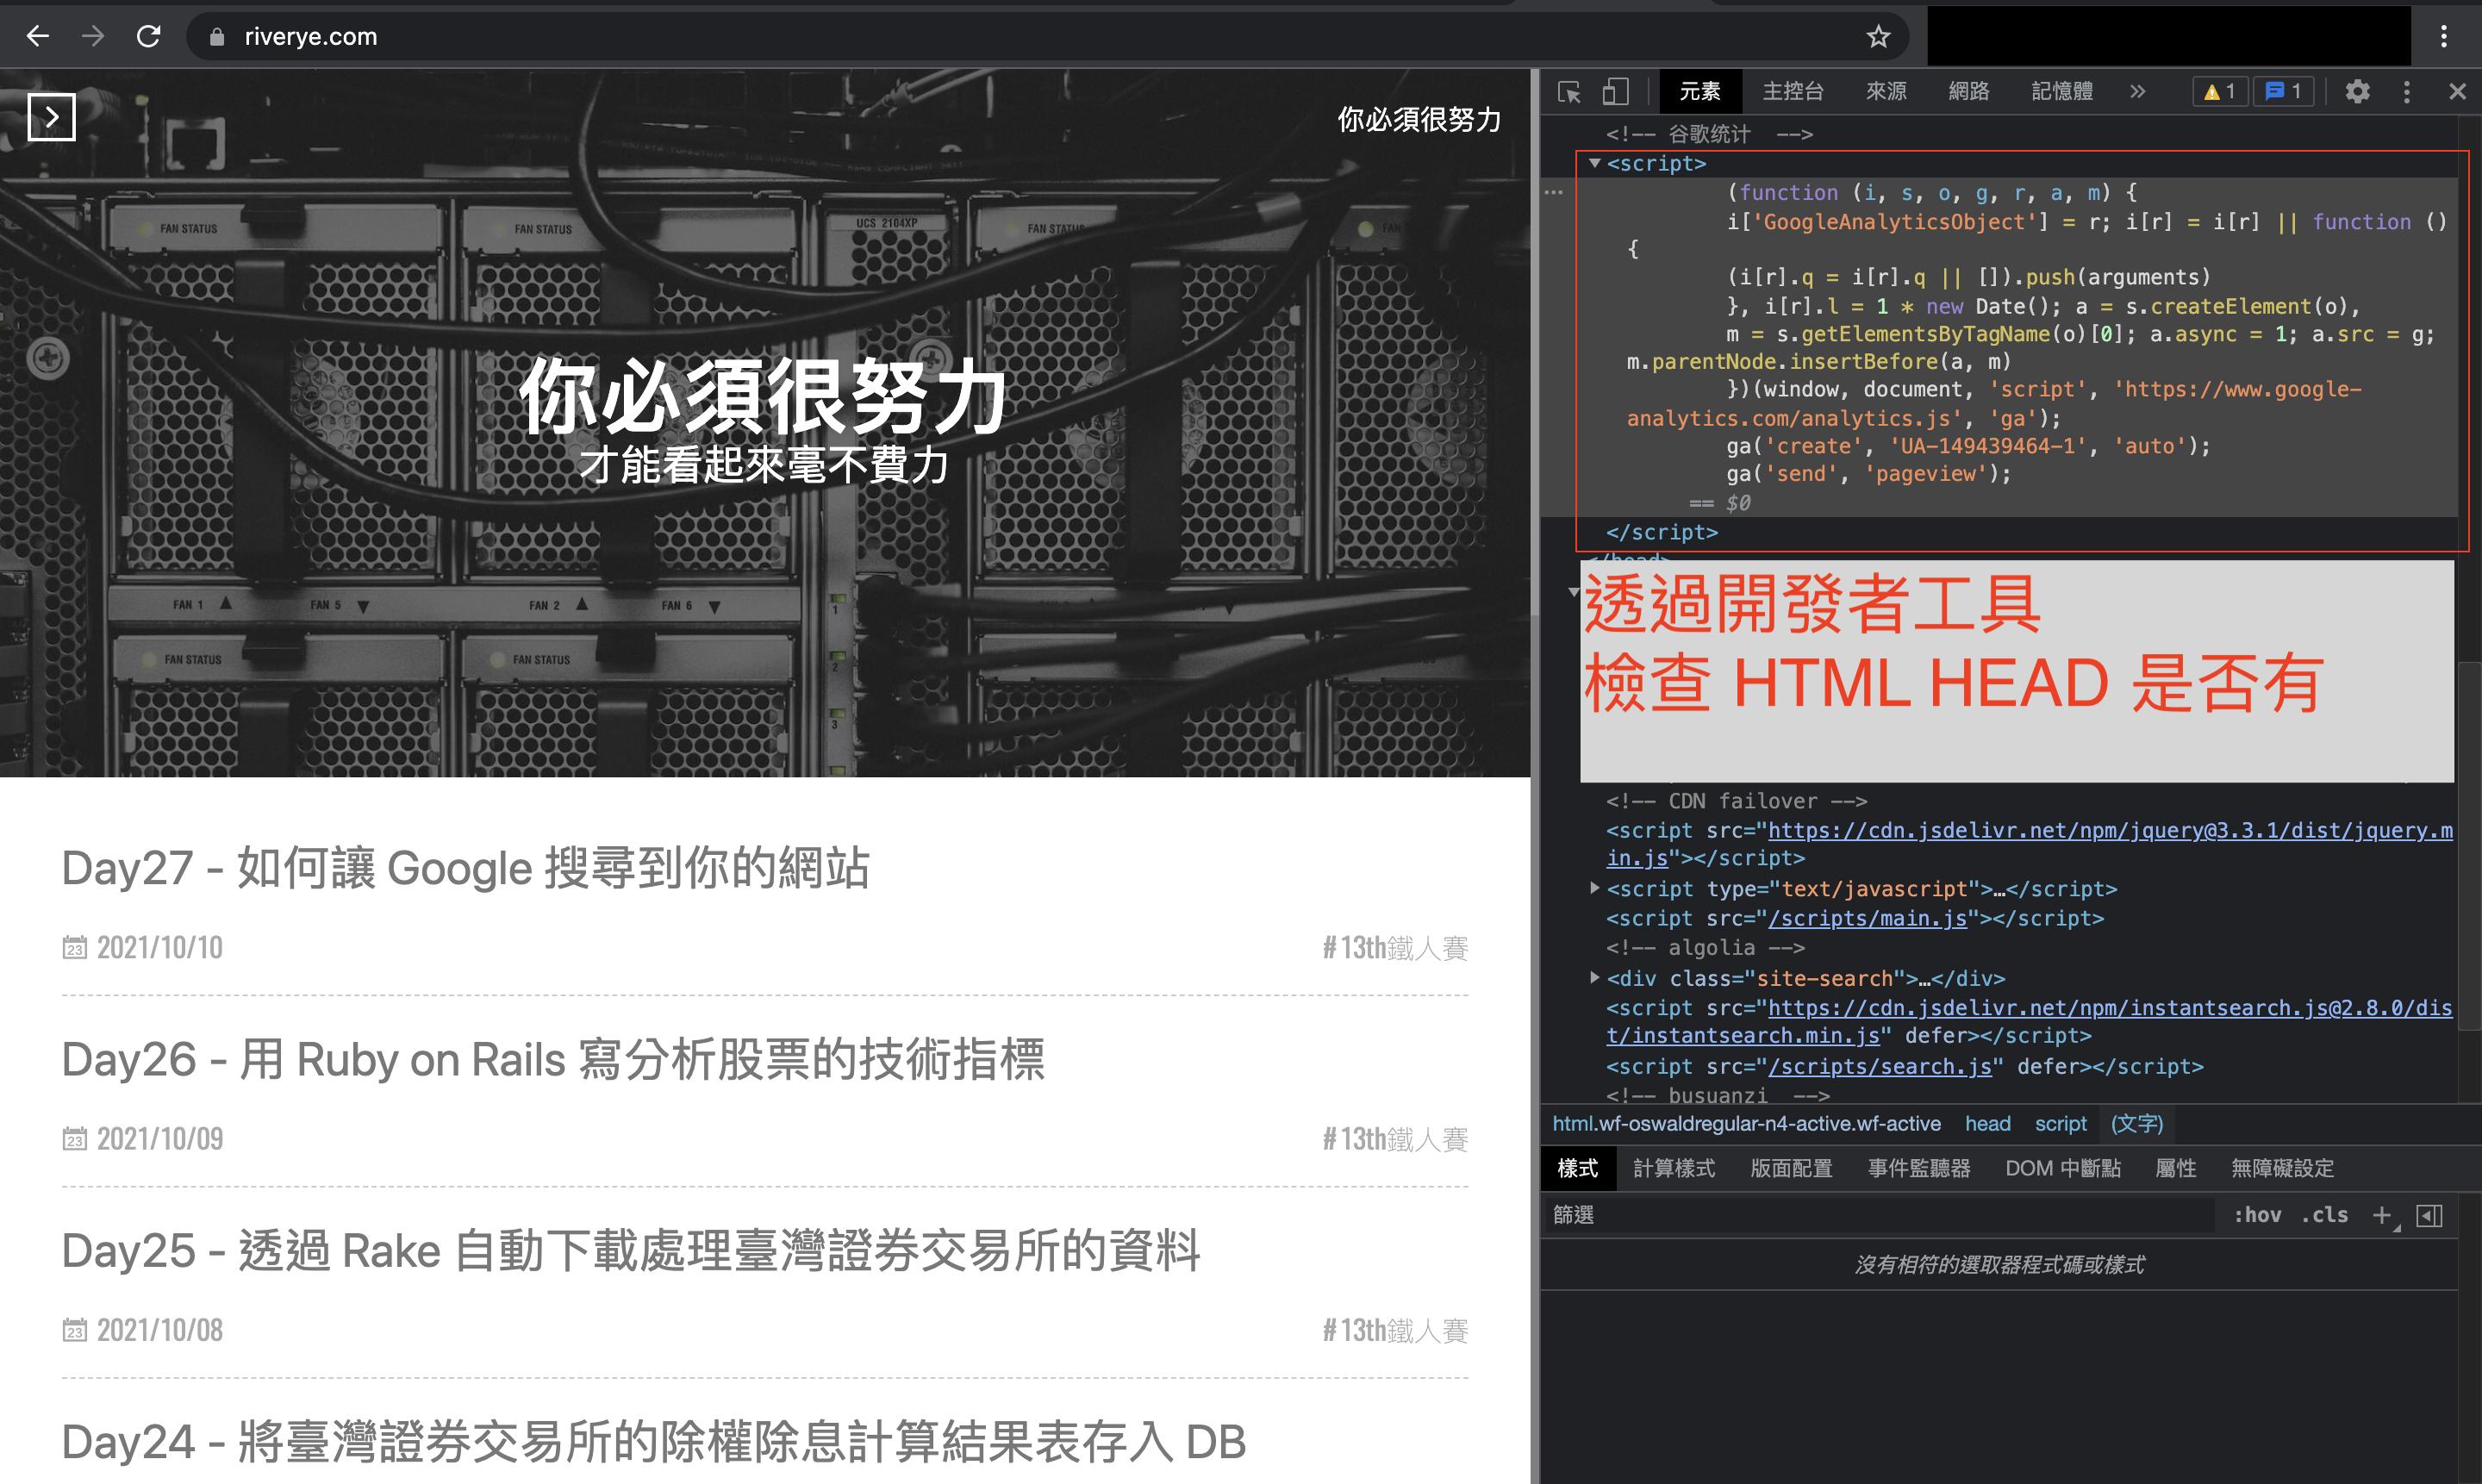 riverye.com
你必須很努力
FAN STATUS
FAN STATUS
UCS 2104XP
FAN STATUS
FAN
你必須很努力
才能看起來毫不費力
FAN 1 ▲ FAN 5 ▼ FAN 2 ▲ FAN 6 ▼
1
FAN STATUS
FAN STATUS
2
3
Day27 - 如何讓 Google 搜尋到你的網站
23 2021/10/10 #13th鐵人賽
Day26 - 用 Ruby on Rails 寫分析股票的技術指標
23 2021/10/09 #13th鐵人賽
Day25 - 透過 Rake 自動下載處理臺灣證券交易所的資料
23 2021/10/08 #13th鐵人賽
Day24 - 將臺灣證券交易所的除權除息計算結果表存入 DB
元素 主控台 來源 網路 記憶體 » 1 1
<!-- 谷歌统计  -->
▼<script>
(function (i, s, o, g, r, a, m) {
i['GoogleAnalyticsObject'] = r; i[r] = i[r] || function ()
{
(i[r].q = i[r].q || []).push(arguments)
}, i[r].l = 1 * new Date(); a = s.createElement(o),
m = s.getElementsByTagName(o)[0]; a.async = 1; a.src = g;
m.parentNode.insertBefore(a, m)
})(window, document, 'script', 'https://www.google-
analytics.com/analytics.js', 'ga');
ga('create', 'UA-149439464-1', 'auto');
ga('send', 'pageview');
== $0
</script>
</head>
透過開發者工具
檢查 HTML HEAD 是否有
<!-- CDN failover -->
<script src="https://cdn.jsdelivr.net/npm/jquery@3.3.1/dist/jquery.m
in.js"></script>
<script type="text/javascript">…</script>
<script src="/scripts/main.js"></script>
<!-- algolia -->
<div class="site-search">…</div>
<script src="https://cdn.jsdelivr.net/npm/instantsearch.js@2.8.0/dis
t/instantsearch.min.js" defer></script>
<script src="/scripts/search.js" defer></script>
<!-- busuanzi  -->
html.wf-oswaldregular-n4-active.wf-active head script (文字)
樣式 計算樣式 版面配置 事件監聽器 DOM 中斷點 屬性 無障礙設定
篩選 :hov .cls +
沒有相符的選取器程式碼或樣式